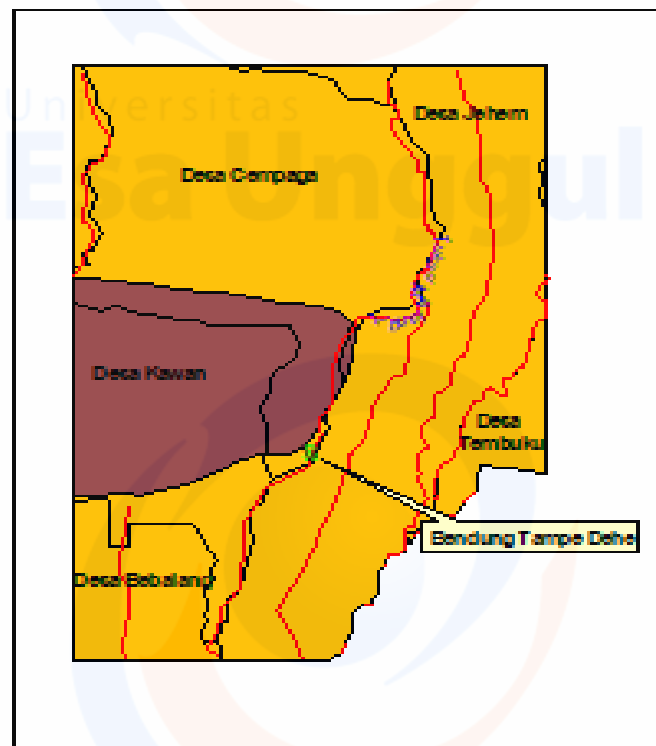 Universitas
Esa Unggul
Desa Jehem
Desa Cempaga
Desa Kawan
Desa
Tembuku
Bendung Tampe Dehe
Desa Bebalang